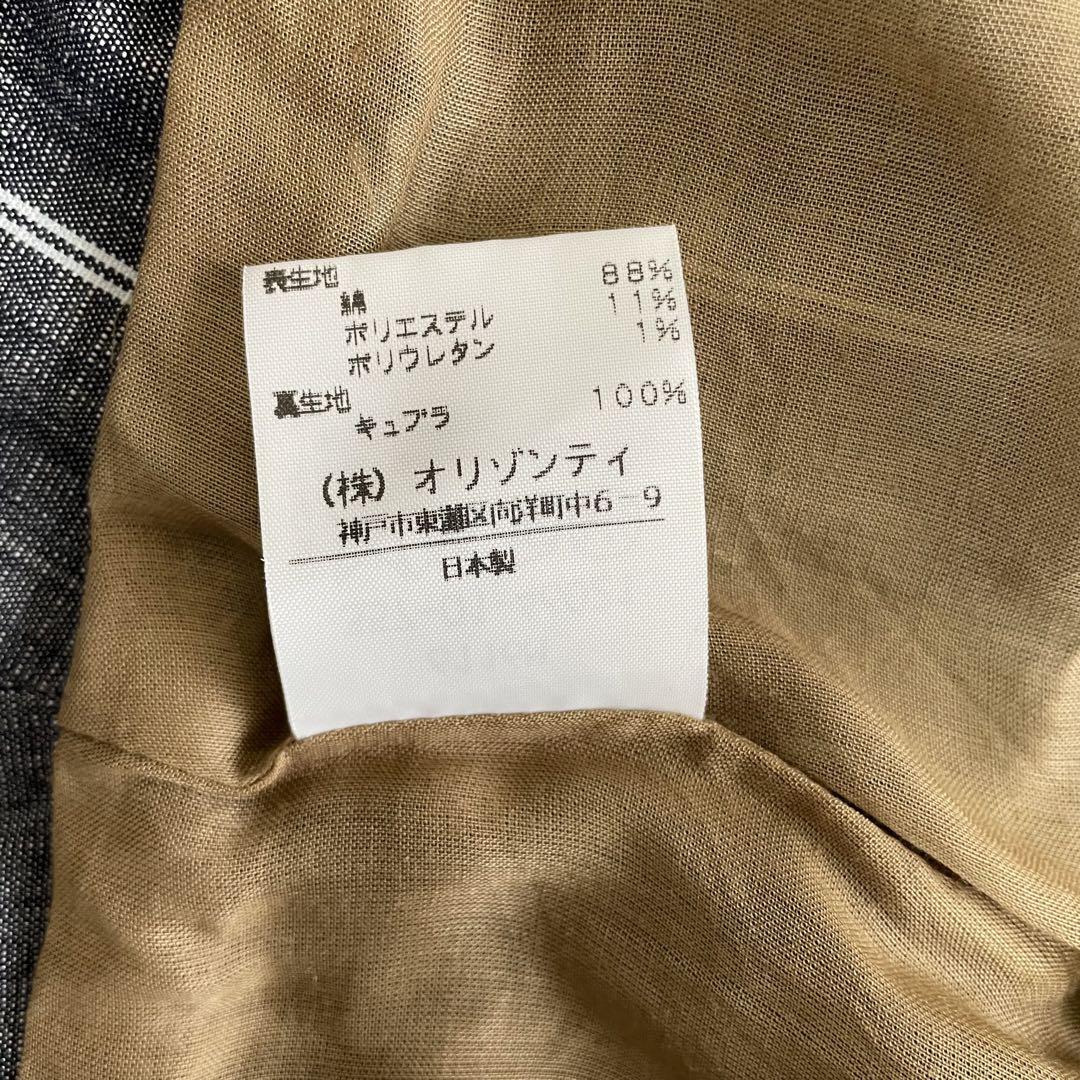 表生地
綿 88%
ポリエステル 11%
ポリウレタン 1%
裏生地
キュプラ 100%
(株) オリゾンティ
神戸市東灘区向洋町中6-9
日本製